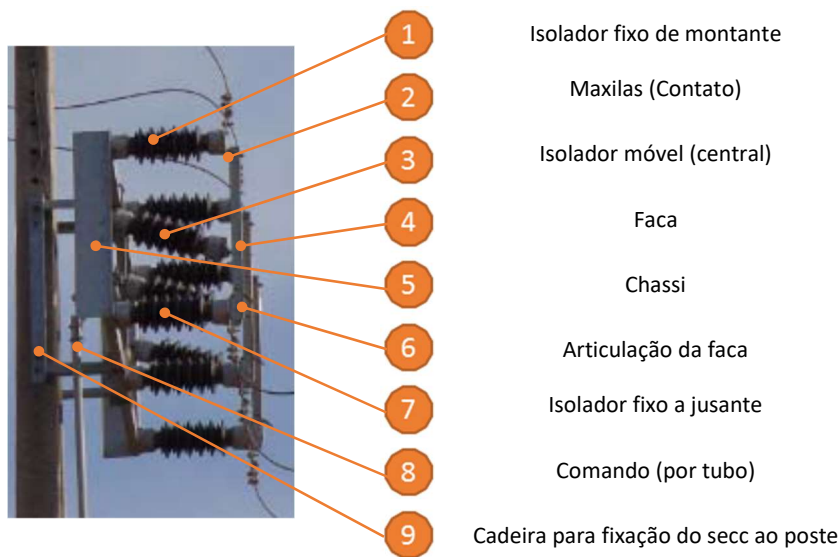 1 Isolador fixo de montante
2 Maxilas (Contato)
3 Isolador móvel (central)
4 Faca
5 Chassi
6 Articulação da faca
7 Isolador fixo a jusante
8 Comando (por tubo)
9 Cadeira para fixação do secc ao poste